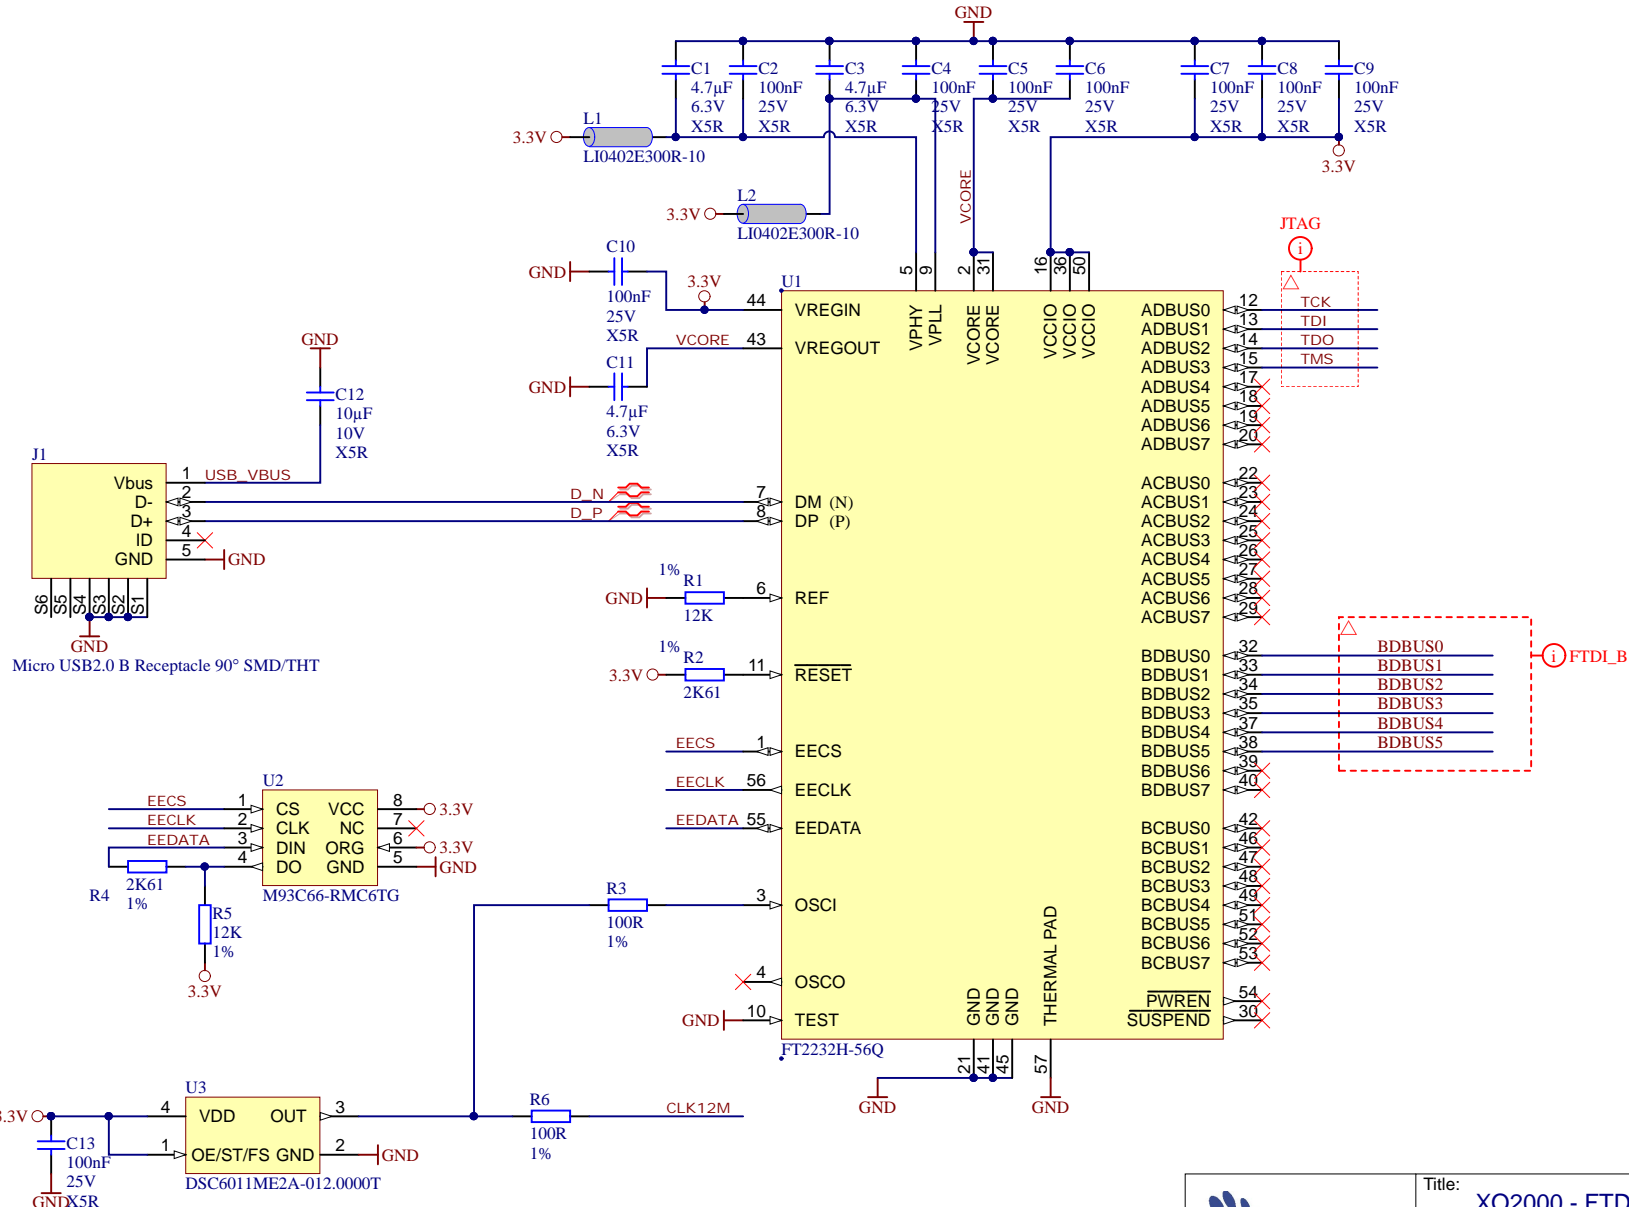 GND
C1
4.7µF
6.3V
X5R
C2
100nF
25V
X5R
C3
4.7µF
6.3V
X5R
C4
100nF
25V
X5R
C5
100nF
25V
X5R
C6
100nF
25V
X5R
C7
100nF
25V
X5R
C8
100nF
25V
X5R
C9
100nF
25V
X5R
3.3V
L1
LI0402E300R-10
3.3V
L2
LI0402E300R-10
3.3V
VCORE
JTAG
i
C10
GND
100nF
25V
X5R
3.3V
VCORE
C11
GND
4.7µF
6.3V
X5R
GND
C12
10µF
10V
X5R
J1
Vbus 1 USB_VBUS
D- 2
D+ 3
ID 4
GND 5 GND
S6 S5 S4 S3 S2 S1
GND
Micro USB2.0 B Receptacle 90° SMD/THT
D_N
D_P
U1
5 9 2 31 16 36 50
VPHY VPLL VCORE VCORE VCCIO VCCIO VCCIO
44 VREGIN
43 VREGOUT
7 DM (N)
8 DP (P)
6 REF
11 RESET
EECS 1 EECS
EECLK 56 EECLK
EEDATA 55 EEDATA
3 OSCI
4 OSCO
GND 10 TEST
1%
R1
GND
12K
1%
R2
3.3V
2K61
ADBUS0 12 TCK
ADBUS1 13 TDI
ADBUS2 14 TDO
ADBUS3 15 TMS
ADBUS4 17
ADBUS5 18
ADBUS6 19
ADBUS7 20
ACBUS0 22
ACBUS1 23
ACBUS2 24
ACBUS3 25
ACBUS4 26
ACBUS5 27
ACBUS6 28
ACBUS7 29
BDBUS0 32 BDBUS0
BDBUS1 33 BDBUS1
BDBUS2 34 BDBUS2
BDBUS3 35 BDBUS3
BDBUS4 37 BDBUS4
BDBUS5 38 BDBUS5
BDBUS6 39
BDBUS7 40
i FTDI_B
BCBUS0 42
BCBUS1 46
BCBUS2 47
BCBUS3 48
BCBUS4 49
BCBUS5 51
BCBUS6 52
BCBUS7 53
PWREN 54
SUSPEND 30
GND GND GND THERMAL PAD
21 41 45 57
GND
GND
FT2232H-56Q
U2
EECS 1 CS VCC 8 3.3V
EECLK 2 CLK NC 7
EEDATA 3 DIN ORG 6 3.3V
4 DO GND 5 GND
M93C66-RMC6TG
R4
2K61
1%
R5
12K
1%
3.3V
R3
100R
1%
U3
3.3V 4 VDD OUT 3
1 OE/ST/FS GND 2 GND
DSC6011ME2A-012.0000T
C13
100nF
25V
X5R
GND
R6
100R
1%
CLK12M
Title:
XO2000 - FTD